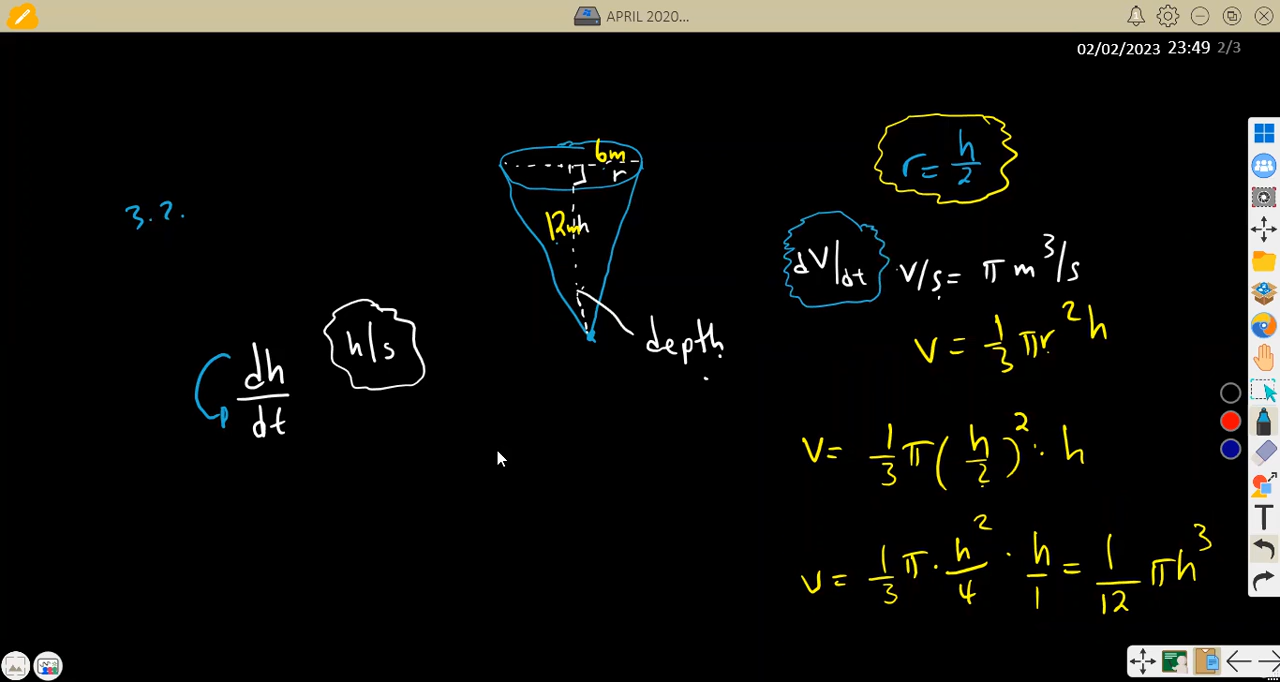 APRIL 2020...
02/02/2023 23:49 2/3
3.2.
6m
r
12m h
depth
dh/dt
h/s
r = h/2
dV/dt V/s = π m³/s
V = 1/3 πr²h
V = 1/3 π(h/2)² · h
V = 1/3 π · h²/4 · h/1 = 1/12 πh³
T